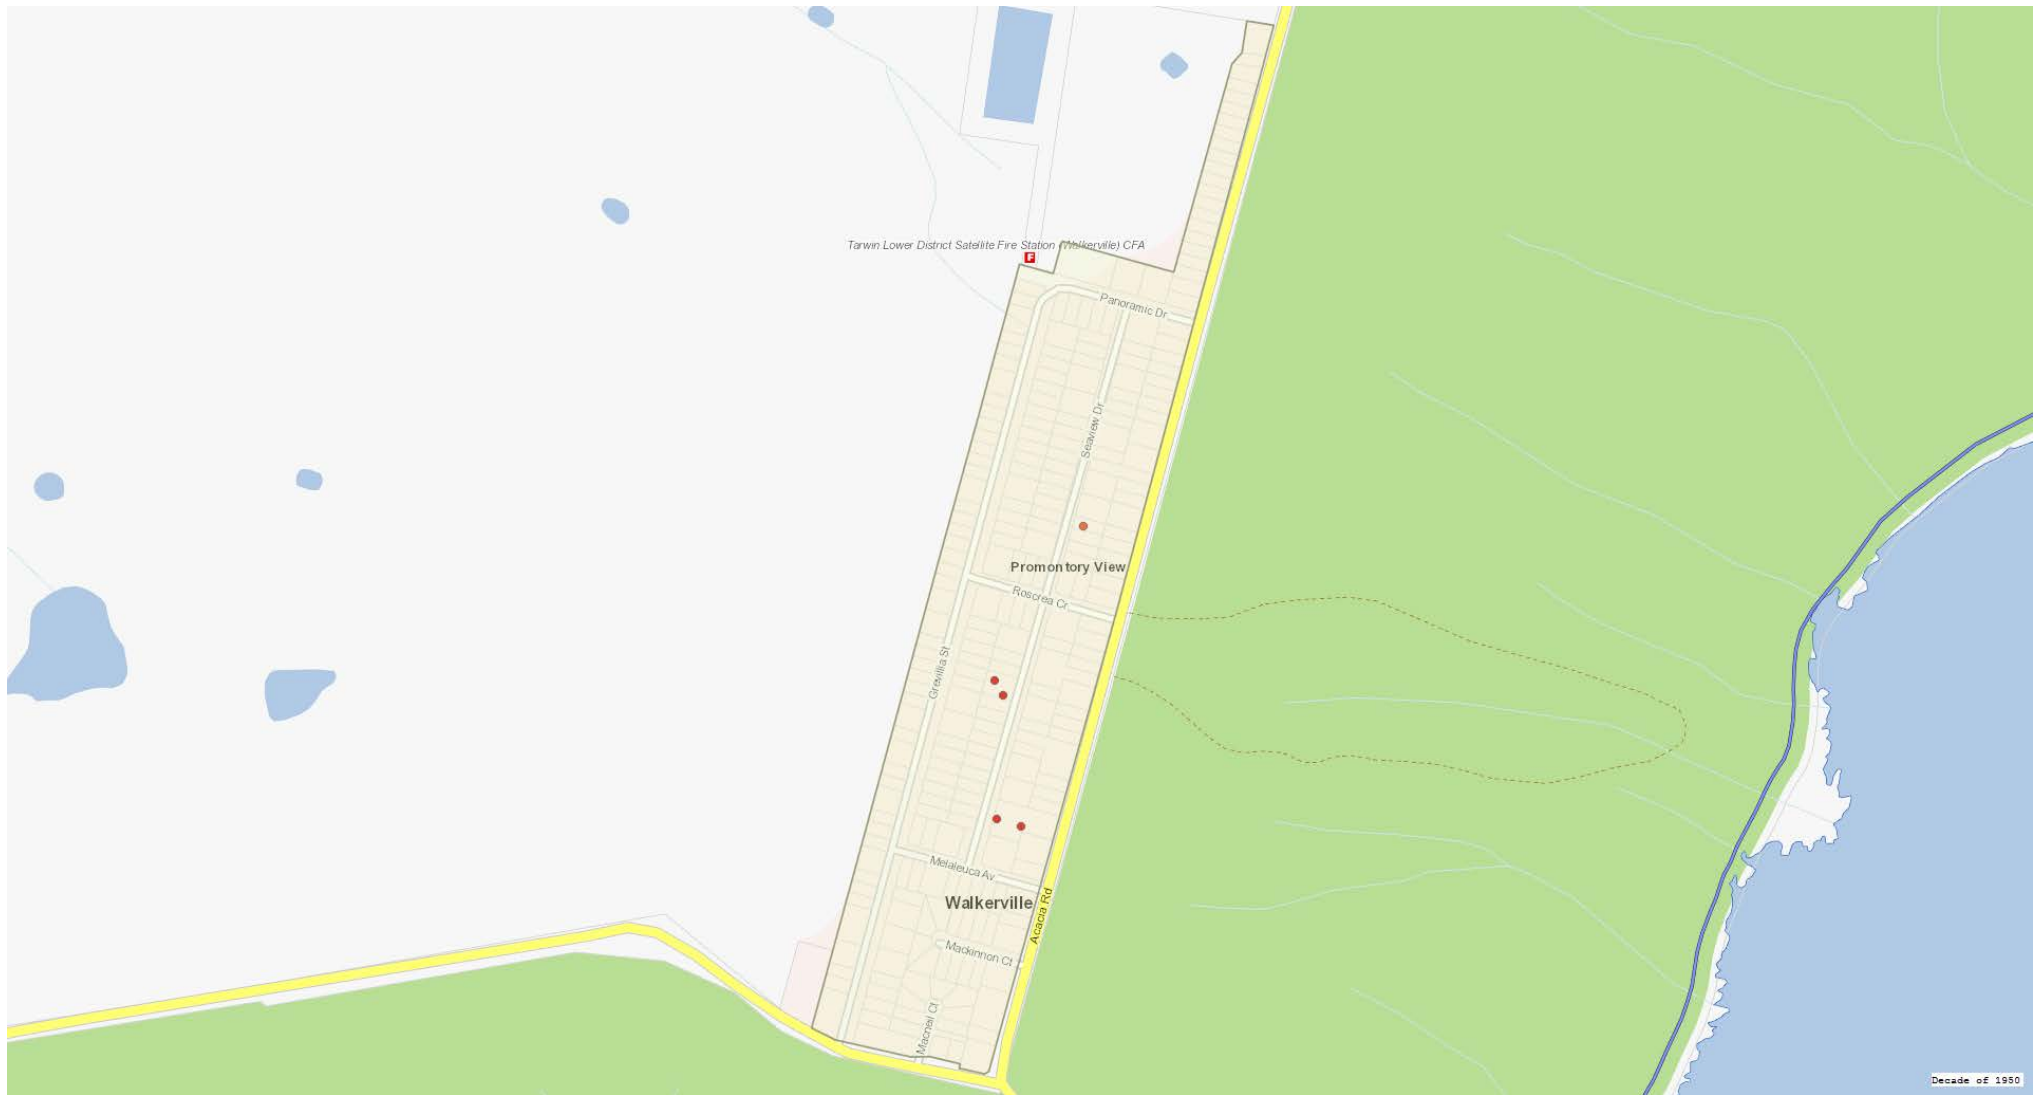 Tarwin Lower District Satellite Fire Station (Walkerville) CFA
F
Panoramic Dr
Seaview Dr
Promontory View
Roscrea Cr
Grevillia St
Melaleuca Av
Walkerville
Acacia Rd
Mackinnon Ct
Macneil Ct
Decade of 1950